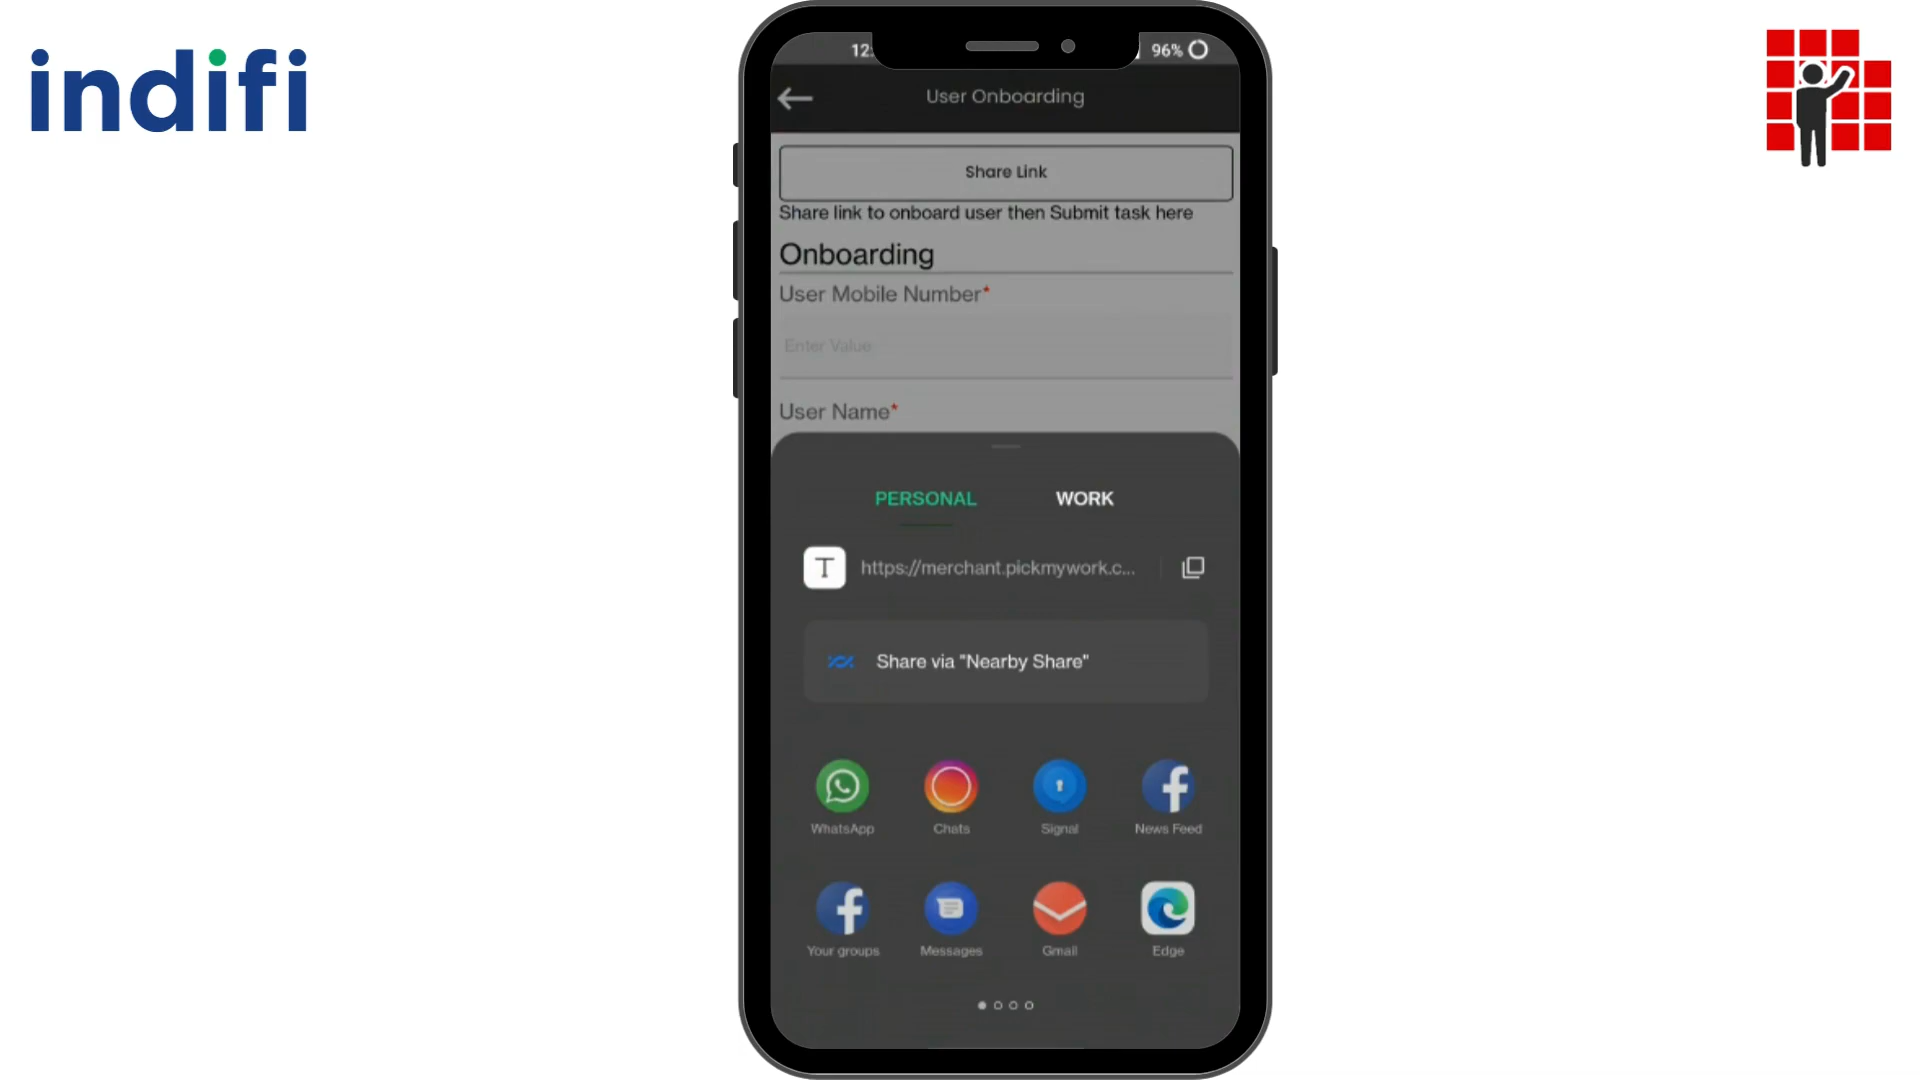 indifi
12:
96%
User Onboarding
Share Link
Share link to onboard user then Submit task here
Onboarding
User Mobile Number*
Enter Value
User Name*
PERSONAL
WORK
T
https://merchant.pickmywork.c...
Share via "Nearby Share"
WhatsApp
Chats
Signal
News Feed
Your groups
Messages
Gmail
Edge